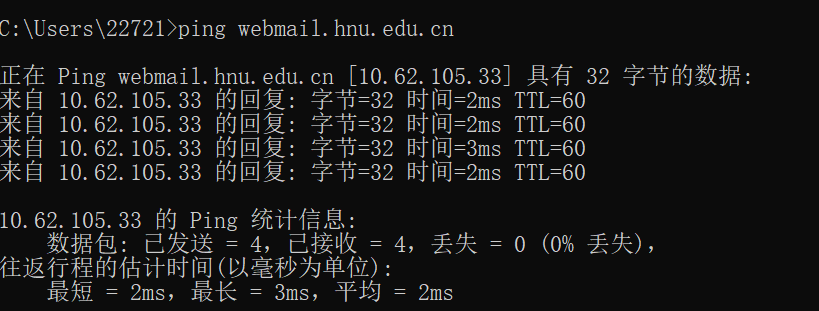 C:\Users\22721>ping webmail.hnu.edu.cn
正在 Ping webmail.hnu.edu.cn [10.62.105.33] 具有 32 字节的数据:
来自 10.62.105.33 的回复: 字节=32 时间=2ms TTL=60
来自 10.62.105.33 的回复: 字节=32 时间=2ms TTL=60
来自 10.62.105.33 的回复: 字节=32 时间=3ms TTL=60
来自 10.62.105.33 的回复: 字节=32 时间=2ms TTL=60
10.62.105.33 的 Ping 统计信息:
数据包: 已发送 = 4，已接收 = 4，丢失 = 0 (0% 丢失)，
往返行程的估计时间(以毫秒为单位):
最短 = 2ms，最长 = 3ms，平均 = 2ms